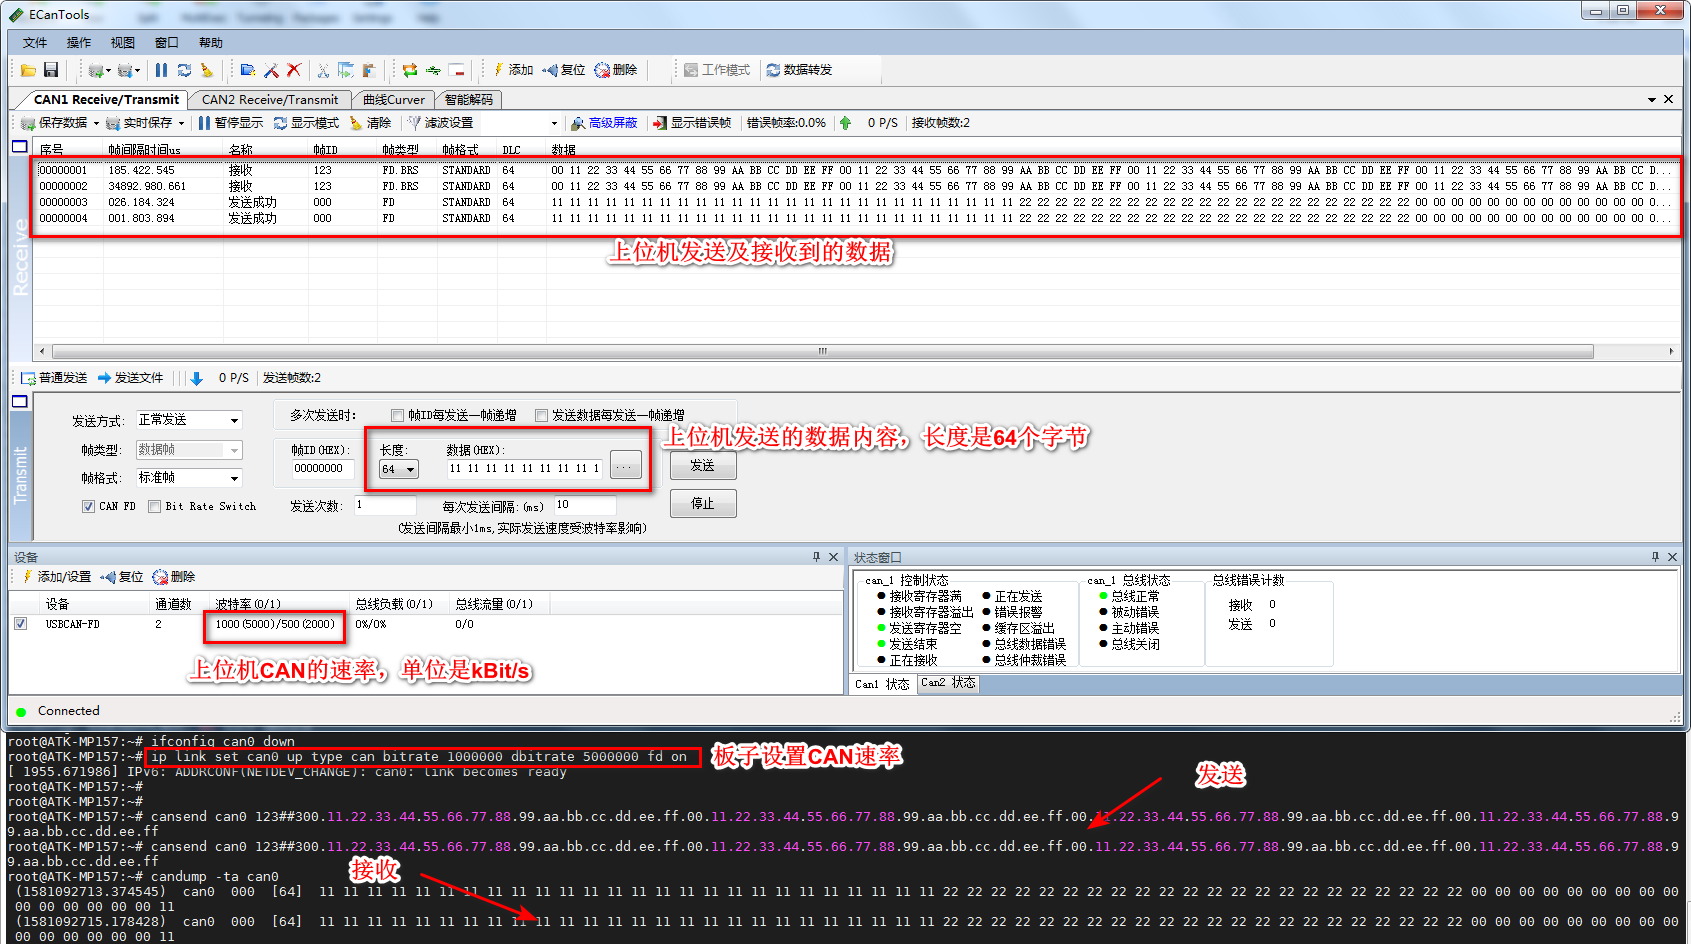 ECanTools
文件 操作 视图 窗口 帮助
添加 复位 删除 工作模式 数据转发
CAN1 Receive/Transmit CAN2 Receive/Transmit 曲线Curver 智能解码
保存数据 实时保存 暂停显示 显示模式 清除 滤波设置 高级屏蔽 显示错误帧 错误帧率:0.0% 0 P/S 接收帧数:2
序号 帧间隔时间us 名称 帧ID 帧类型 帧格式 DLC 数据
00000001 185.422.545 接收 123 FD.BRS STANDARD 64 00 11 22 33 44 55 66 77 88 99 AA BB CC DD EE FF 00 11 22 33 44 55 66 77 88 99 AA BB CC DD EE FF 00 11 22 33 44 55 66 77 88 99 AA BB CC DD EE FF 00 11 22 33 44 55 66 77 88 99 AA BB CC D...
00000002 34892.980.661 接收 123 FD.BRS STANDARD 64 00 11 22 33 44 55 66 77 88 99 AA BB CC DD EE FF 00 11 22 33 44 55 66 77 88 99 AA BB CC DD EE FF 00 11 22 33 44 55 66 77 88 99 AA BB CC DD EE FF 00 11 22 33 44 55 66 77 88 99 AA BB CC D...
00000003 026.184.324 发送成功 000 FD STANDARD 64 11 11 11 11 11 11 11 11 11 11 11 11 11 11 11 11 11 11 11 11 11 11 11 11 11 11 22 22 22 22 22 22 22 22 22 22 22 22 22 22 22 22 22 22 22 22 22 22 00 00 00 00 00 00 00 00 00 00 00 00 00 0...
00000004 001.803.894 发送成功 000 FD STANDARD 64 11 11 11 11 11 11 11 11 11 11 11 11 11 11 11 11 11 11 11 11 11 11 11 11 11 11 22 22 22 22 22 22 22 22 22 22 22 22 22 22 22 22 22 22 22 22 22 22 00 00 00 00 00 00 00 00 00 00 00 00 00 0...
Receive
上位机发送及接收到的数据
普通发送 发送文件 0 P/S 发送帧数:2
Transmit
发送方式: 正常发送 多次发送时: 帧ID每发送一帧递增 发送数据每发送一帧递增
上位机发送的数据内容，长度是64个字节
帧类型: 数据帧 帧ID(HEX): 长度: 数据(HEX):
00000000 64 11 11 11 11 11 11 11 11 1 ... 发送
帧格式: 标准帧
CAN FD Bit Rate Switch 发送次数: 1 每次发送间隔:(ms) 10 停止
(发送间隔最小1ms,实际发送速度受波特率影响)
设备 状态窗口
添加/设置 复位 删除
设备 通道数 波特率(0/1) 总线负载(0/1) 总线流量(0/1)
USBCAN-FD 2 1000(5000)/500(2000) 0%/0% 0/0
上位机CAN的速率，单位是kBit/s
can_1 控制状态 can_1 总线状态 总线错误计数
接收寄存器满 正在发送 总线正常 接收 0
接收寄存器溢出 错误报警 被动错误
发送寄存器空 缓存区溢出 主动错误 发送 0
发送结束 总线数据错误 总线关闭
正在接收 总线仲裁错误
Can1 状态 Can2 状态
Connected
root@ATK-MP157:~# ifconfig can0 down
root@ATK-MP157:~# ip link set can0 up type can bitrate 1000000 dbitrate 5000000 fd on
板子设置CAN速率
[ 1955.671986] IPv6: ADDRCONF(NETDEV_CHANGE): can0: link becomes ready
root@ATK-MP157:~#
root@ATK-MP157:~#
发送
root@ATK-MP157:~# cansend can0 123##300.11.22.33.44.55.66.77.88.99.aa.bb.cc.dd.ee.ff.00.11.22.33.44.55.66.77.88.99.aa.bb.cc.dd.ee.ff.00.11.22.33.44.55.66.77.88.99.aa.bb.cc.dd.ee.ff.00.11.22.33.44.55.66.77.88.9
9.aa.bb.cc.dd.ee.ff
root@ATK-MP157:~# cansend can0 123##300.11.22.33.44.55.66.77.88.99.aa.bb.cc.dd.ee.ff.00.11.22.33.44.55.66.77.88.99.aa.bb.cc.dd.ee.ff.00.11.22.33.44.55.66.77.88.99.aa.bb.cc.dd.ee.ff.00.11.22.33.44.55.66.77.88.9
9.aa.bb.cc.dd.ee.ff
root@ATK-MP157:~# candump -ta can0
接收
(1581092713.374545) can0 000 [64] 11 11 11 11 11 11 11 11 11 11 11 11 11 11 11 11 11 11 11 11 11 11 11 11 11 11 22 22 22 22 22 22 22 22 22 22 22 22 22 22 22 22 22 22 22 22 22 22 00 00 00 00 00 00 00 00 00
00 00 00 00 00 00 11
(1581092715.178428) can0 000 [64] 11 11 11 11 11 11 11 11 11 11 11 11 11 11 11 11 11 11 11 11 11 11 11 11 11 11 22 22 22 22 22 22 22 22 22 22 22 22 22 22 22 22 22 22 22 22 22 22 00 00 00 00 00 00 00 00 00
00 00 00 00 00 00 11